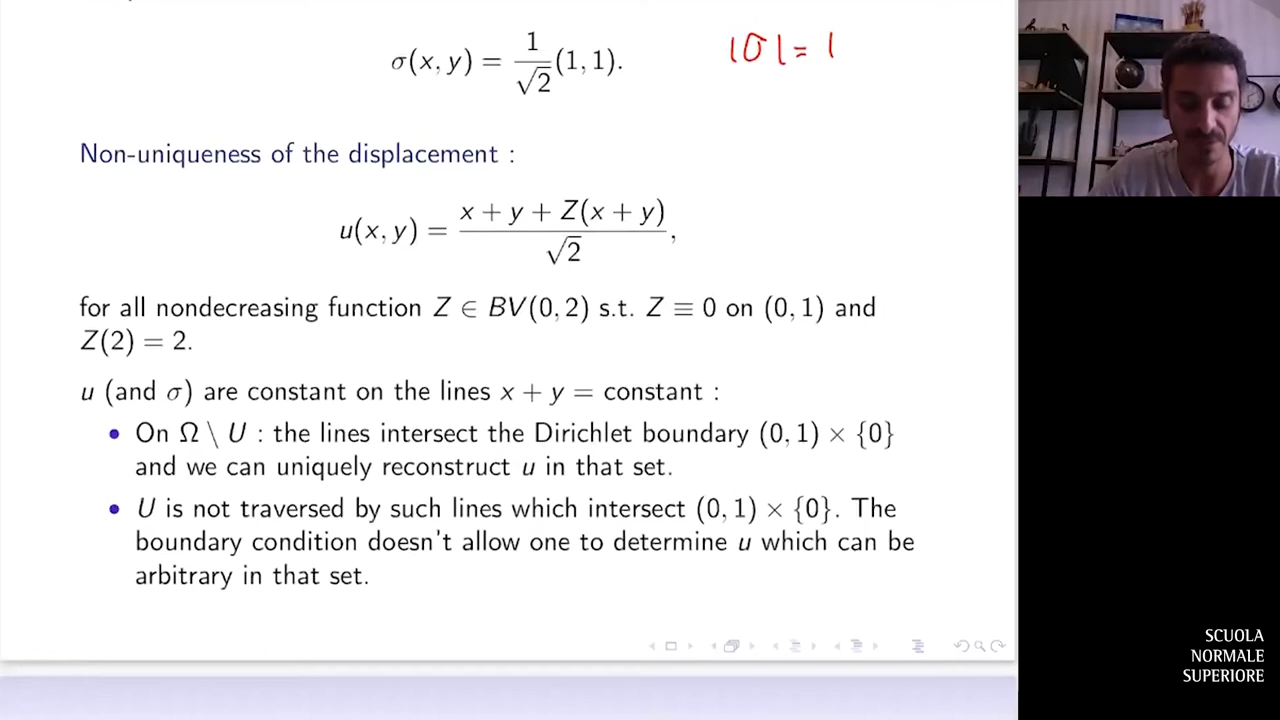 σ(x, y) = 1/√2 (1, 1).
|σ| = 1
Non-uniqueness of the displacement :
u(x, y) = x + y + Z(x + y) / √2,
for all nondecreasing function Z ∈ BV(0, 2) s.t. Z ≡ 0 on (0, 1) and
Z(2) = 2.
u (and σ) are constant on the lines x + y = constant :
• On Ω \ U : the lines intersect the Dirichlet boundary (0, 1) × {0}
and we can uniquely reconstruct u in that set.
• U is not traversed by such lines which intersect (0, 1) × {0}. The
boundary condition doesn't allow one to determine u which can be
arbitrary in that set.
SCUOLA
NORMALE
SUPERIORE